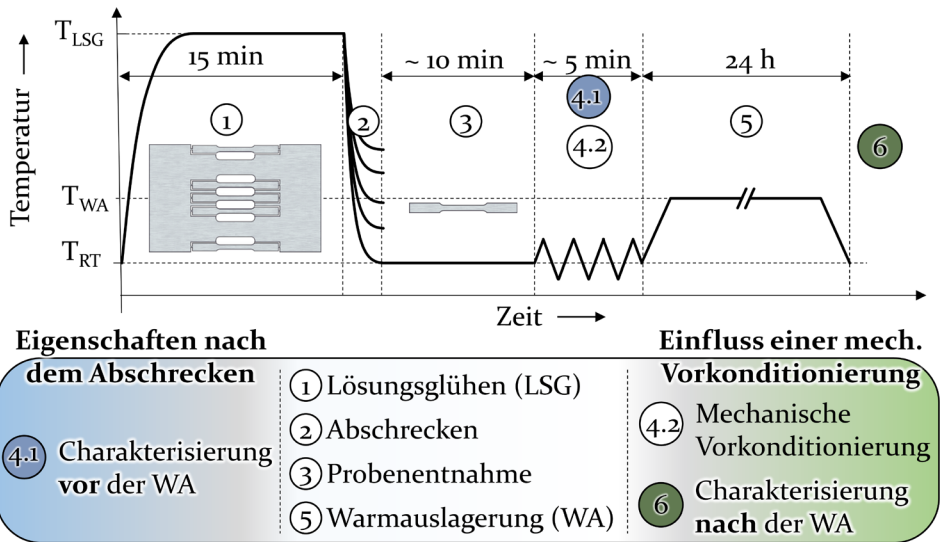 Temperatur
T_LSG
T_WA
T_RT
15 min
~ 10 min
~ 5 min
24 h
1
2
3
4.1
4.2
5
6
Zeit
Eigenschaften nach
dem Abschrecken
4.1 Charakterisierung
vor der WA
1 Lösungsglühen (LSG)
2 Abschrecken
3 Probenentnahme
5 Warmauslagerung (WA)
Einfluss einer mech.
Vorkonditionierung
4.2 Mechanische
Vorkonditionierung
6 Charakterisierung
nach der WA